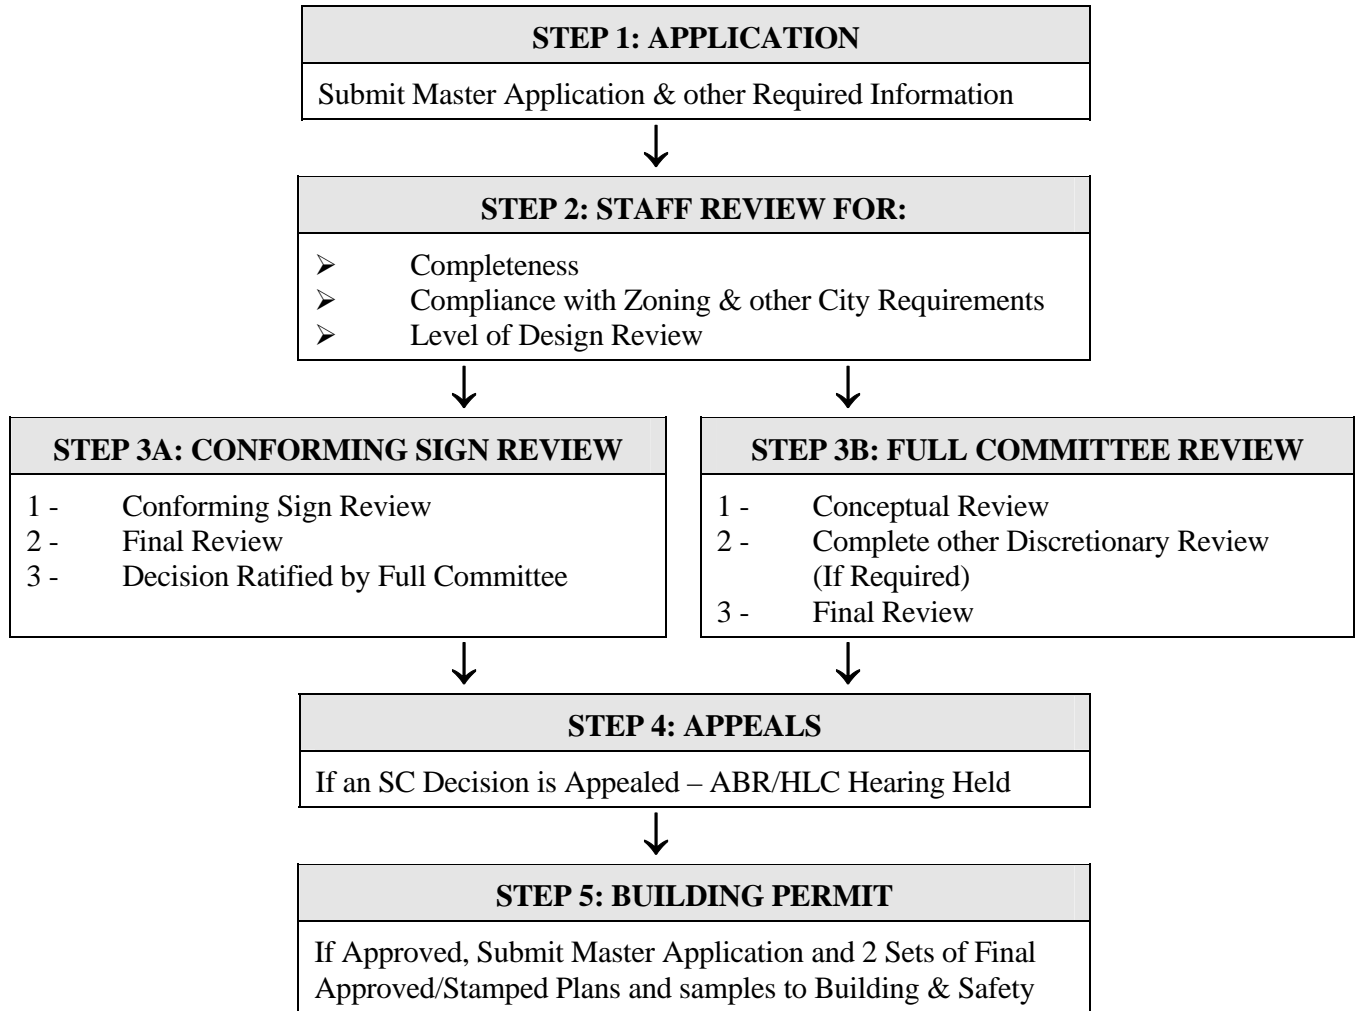 STEP 1: APPLICATION
Submit Master Application & other Required Information
STEP 2: STAFF REVIEW FOR:
➢ Completeness
➢ Compliance with Zoning & other City Requirements
➢ Level of Design Review
STEP 3A: CONFORMING SIGN REVIEW
1 - Conforming Sign Review
2 - Final Review
3 - Decision Ratified by Full Committee
STEP 3B: FULL COMMITTEE REVIEW
1 - Conceptual Review
2 - Complete other Discretionary Review
(If Required)
3 - Final Review
STEP 4: APPEALS
If an SC Decision is Appealed – ABR/HLC Hearing Held
STEP 5: BUILDING PERMIT
If Approved, Submit Master Application and 2 Sets of Final
Approved/Stamped Plans and samples to Building & Safety